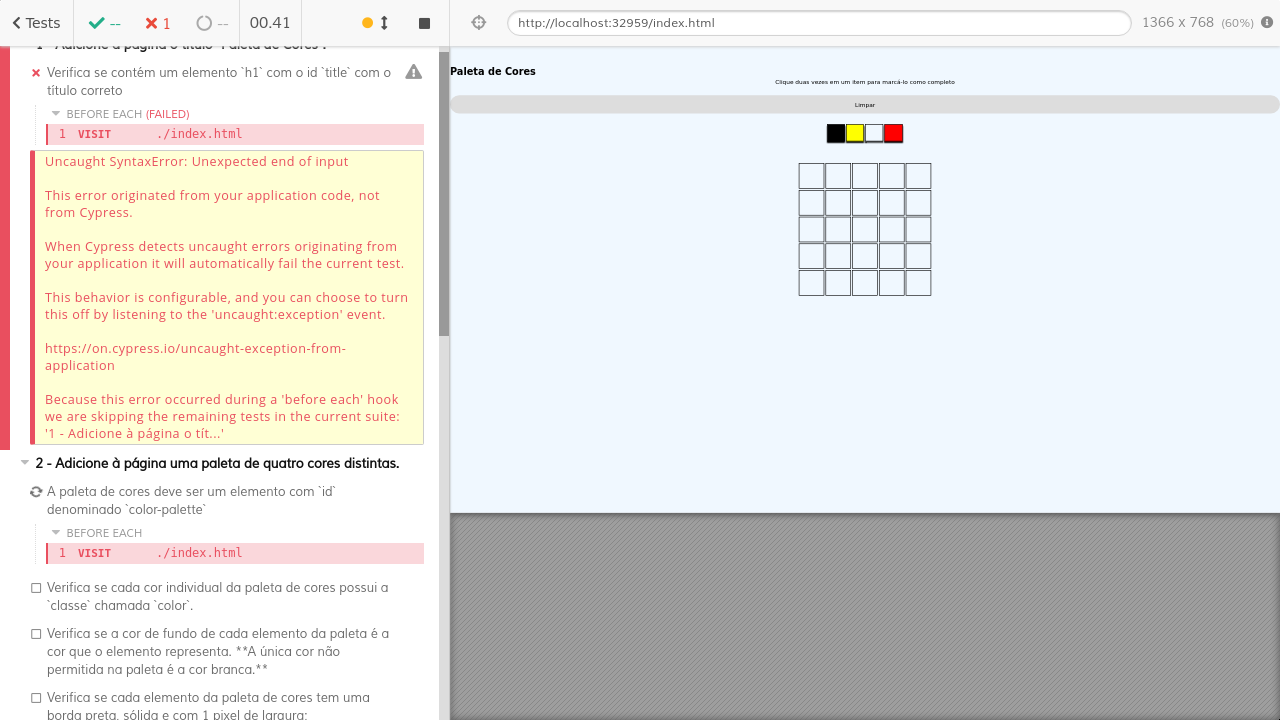 Tests
--
1
--
00.41
http://localhost:32959/index.html
1366 x 768 (60%)
1 - Adicione à página o título "Paleta de Cores".
Verifica se contém um elemento `h1` com o id `title` com o
título correto
BEFORE EACH (FAILED)
1 VISIT ./index.html
Uncaught SyntaxError: Unexpected end of input
This error originated from your application code, not
from Cypress.
When Cypress detects uncaught errors originating from
your application it will automatically fail the current test.
This behavior is configurable, and you can choose to turn
this off by listening to the 'uncaught:exception' event.
https://on.cypress.io/uncaught-exception-from-
application
Because this error occurred during a 'before each' hook
we are skipping the remaining tests in the current suite:
'1 - Adicione à página o tít...'
2 - Adicione à página uma paleta de quatro cores distintas.
A paleta de cores deve ser um elemento com `id`
denominado `color-palette`
BEFORE EACH
1 VISIT ./index.html
Verifica se cada cor individual da paleta de cores possui a
`classe` chamada `color`.
Verifica se a cor de fundo de cada elemento da paleta é a
cor que o elemento representa. **A única cor não
permitida na paleta é a cor branca.**
Verifica se cada elemento da paleta de cores tem uma
borda preta, sólida e com 1 pixel de largura;
Paleta de Cores
Clique duas vezes em um item para marcá-lo como completo
Limpar